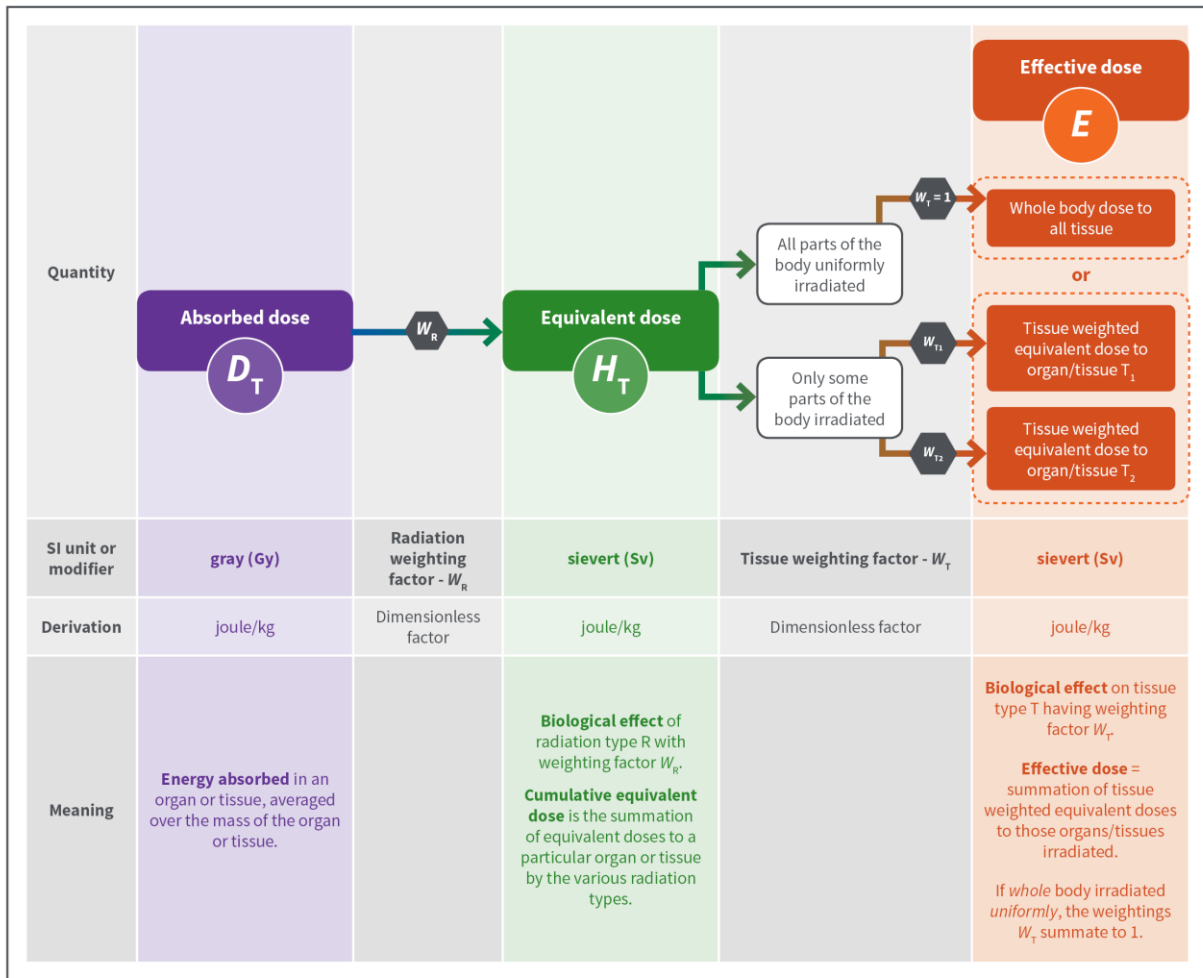 Effective dose
E
W_T = 1
Whole body dose to
all tissue
All parts of the
body uniformly
irradiated
Quantity
or
Absorbed dose
D_T
W_R
Equivalent dose
H_T
W_T1
Tissue weighted
equivalent dose to
organ/tissue T₁
Only some
parts of the
body irradiated
W_T2
Tissue weighted
equivalent dose to
organ/tissue T₂
SI unit or
modifier
gray (Gy)
Radiation
weighting
factor - W_R
sievert (Sv)
Tissue weighting factor - W_T
sievert (Sv)
Derivation
joule/kg
Dimensionless
factor
joule/kg
Dimensionless factor
joule/kg
Meaning
Energy absorbed in an
organ or tissue, averaged
over the mass of the organ
or tissue.
Biological effect of
radiation type R with
weighting factor W_R.
Cumulative equivalent
dose is the summation
of equivalent doses to a
particular organ or tissue
by the various radiation
types.
Biological effect on tissue
type T having weighting
factor W_T.
Effective dose =
summation of tissue
weighted equivalent doses
to those organs/tissues
irradiated.
If whole body irradiated
uniformly, the weightings
W_T summate to 1.